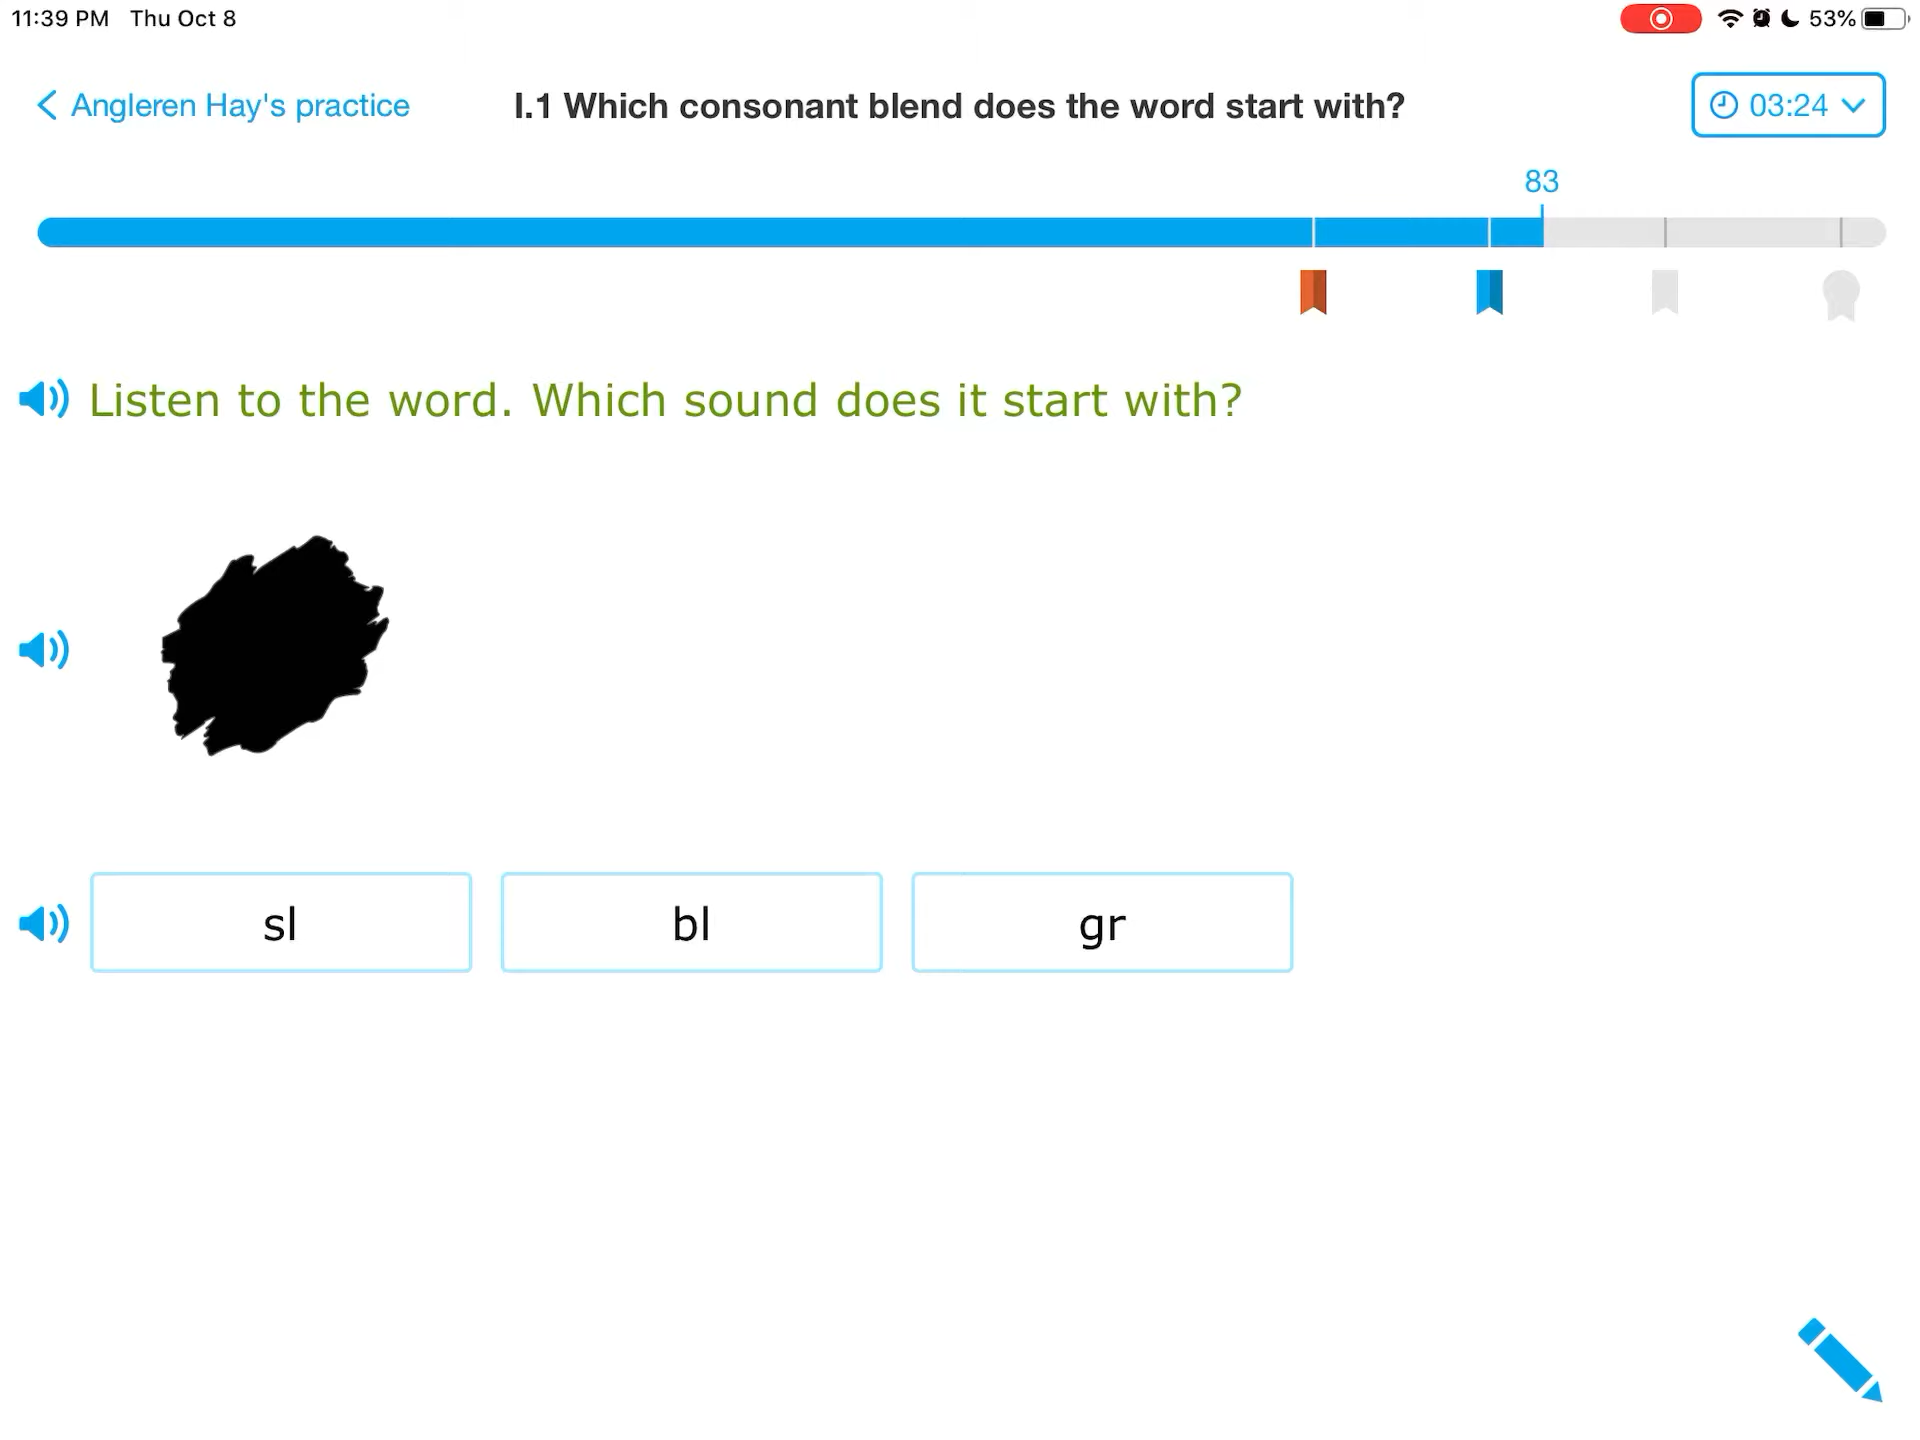 11:39 PM Thu Oct 8 53%
Angleren Hay's practice I.1 Which consonant blend does the word start with? 03:24
83
Listen to the word. Which sound does it start with?
sl bl gr